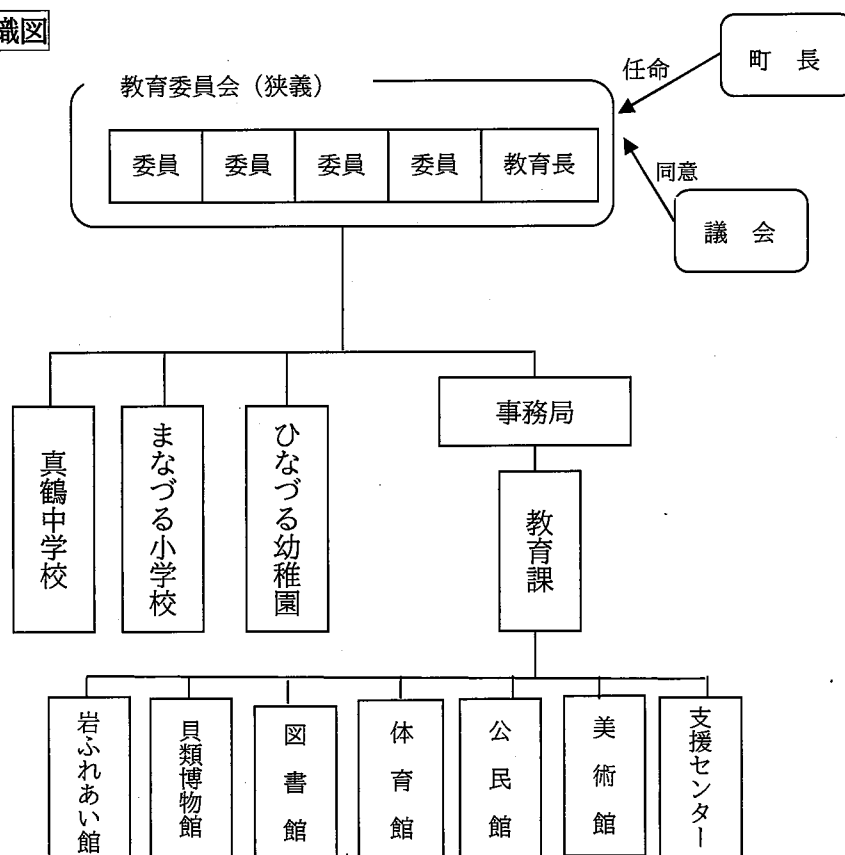 織図
町　長
任命
教育委員会（狭義）
委員
委員
委員
委員
教育長
同意
議　会
事務局
真鶴中学校
まなづる小学校
ひなづる幼稚園
教育課
岩ふれあい館
貝類博物館
図書館
体育館
公民館
美術館
支援センター